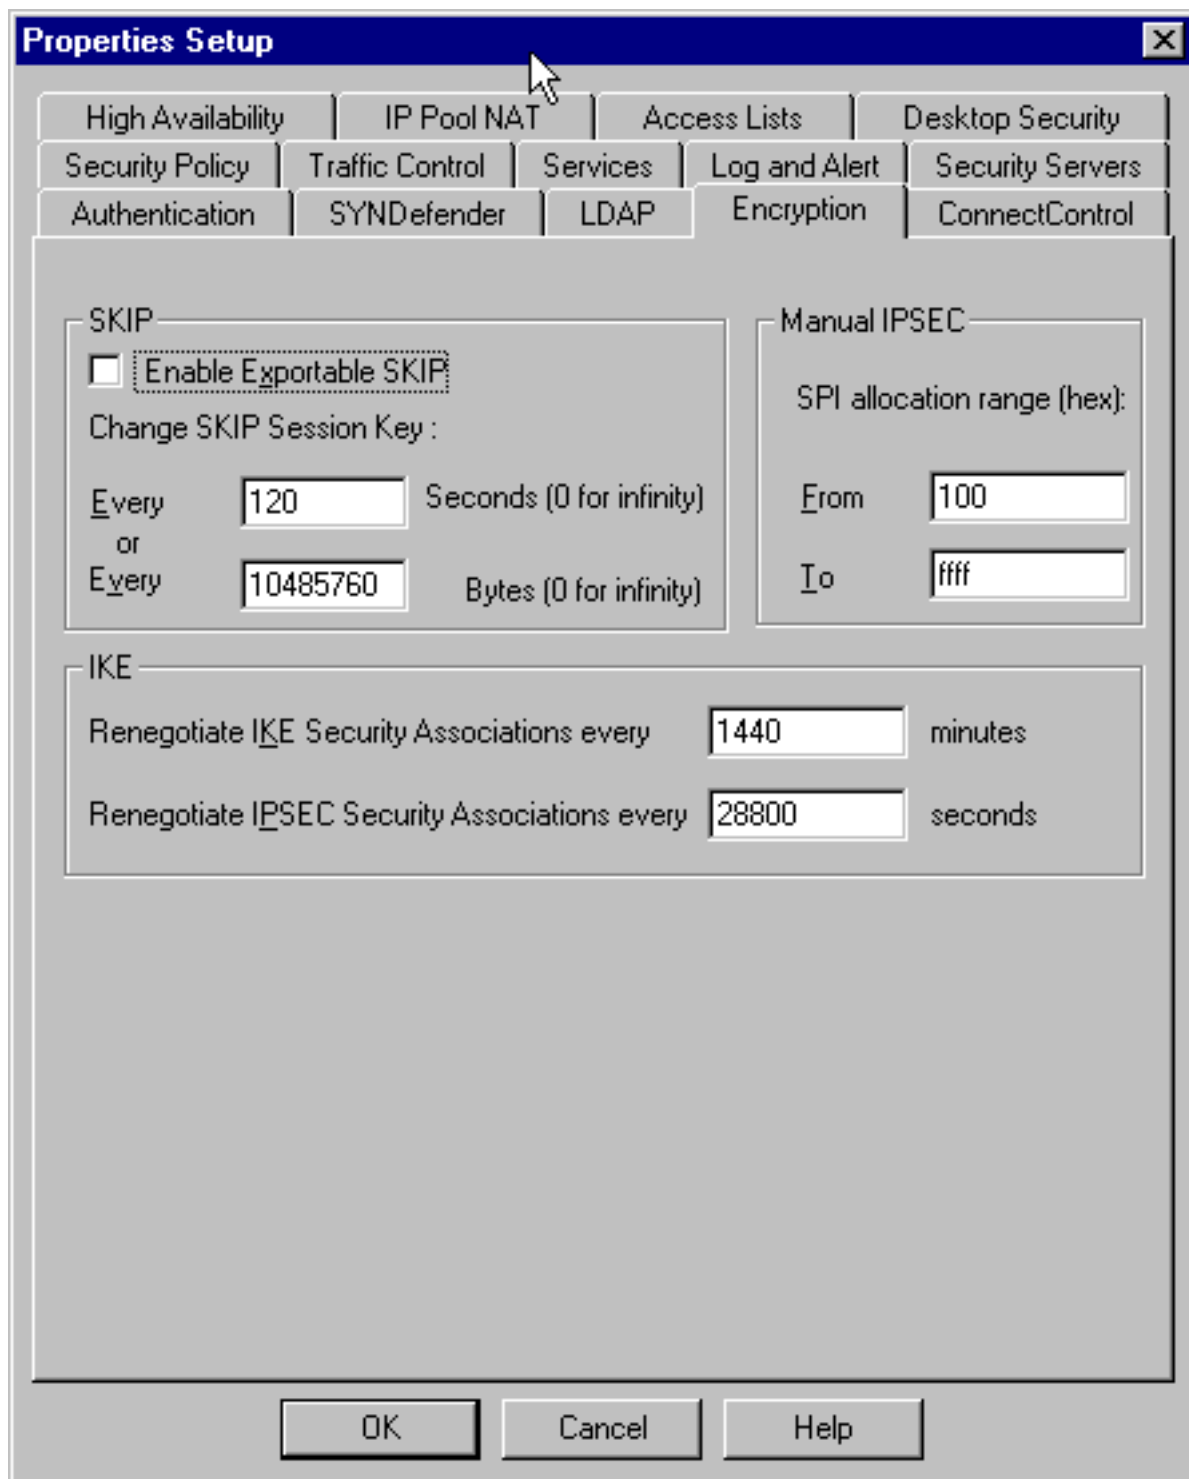 Properties Setup
High Availability IP Pool NAT Access Lists Desktop Security
Security Policy Traffic Control Services Log and Alert Security Servers
Authentication SYNDefender LDAP Encryption ConnectControl
SKIP
Enable Exportable SKIP
Change SKIP Session Key :
Every 120 Seconds (0 for infinity)
or
Every 10485760 Bytes (0 for infinity)
Manual IPSEC
SPI allocation range (hex):
From 100
To ffff
IKE
Renegotiate IKE Security Associations every 1440 minutes
Renegotiate IPSEC Security Associations every 28800 seconds
OK Cancel Help